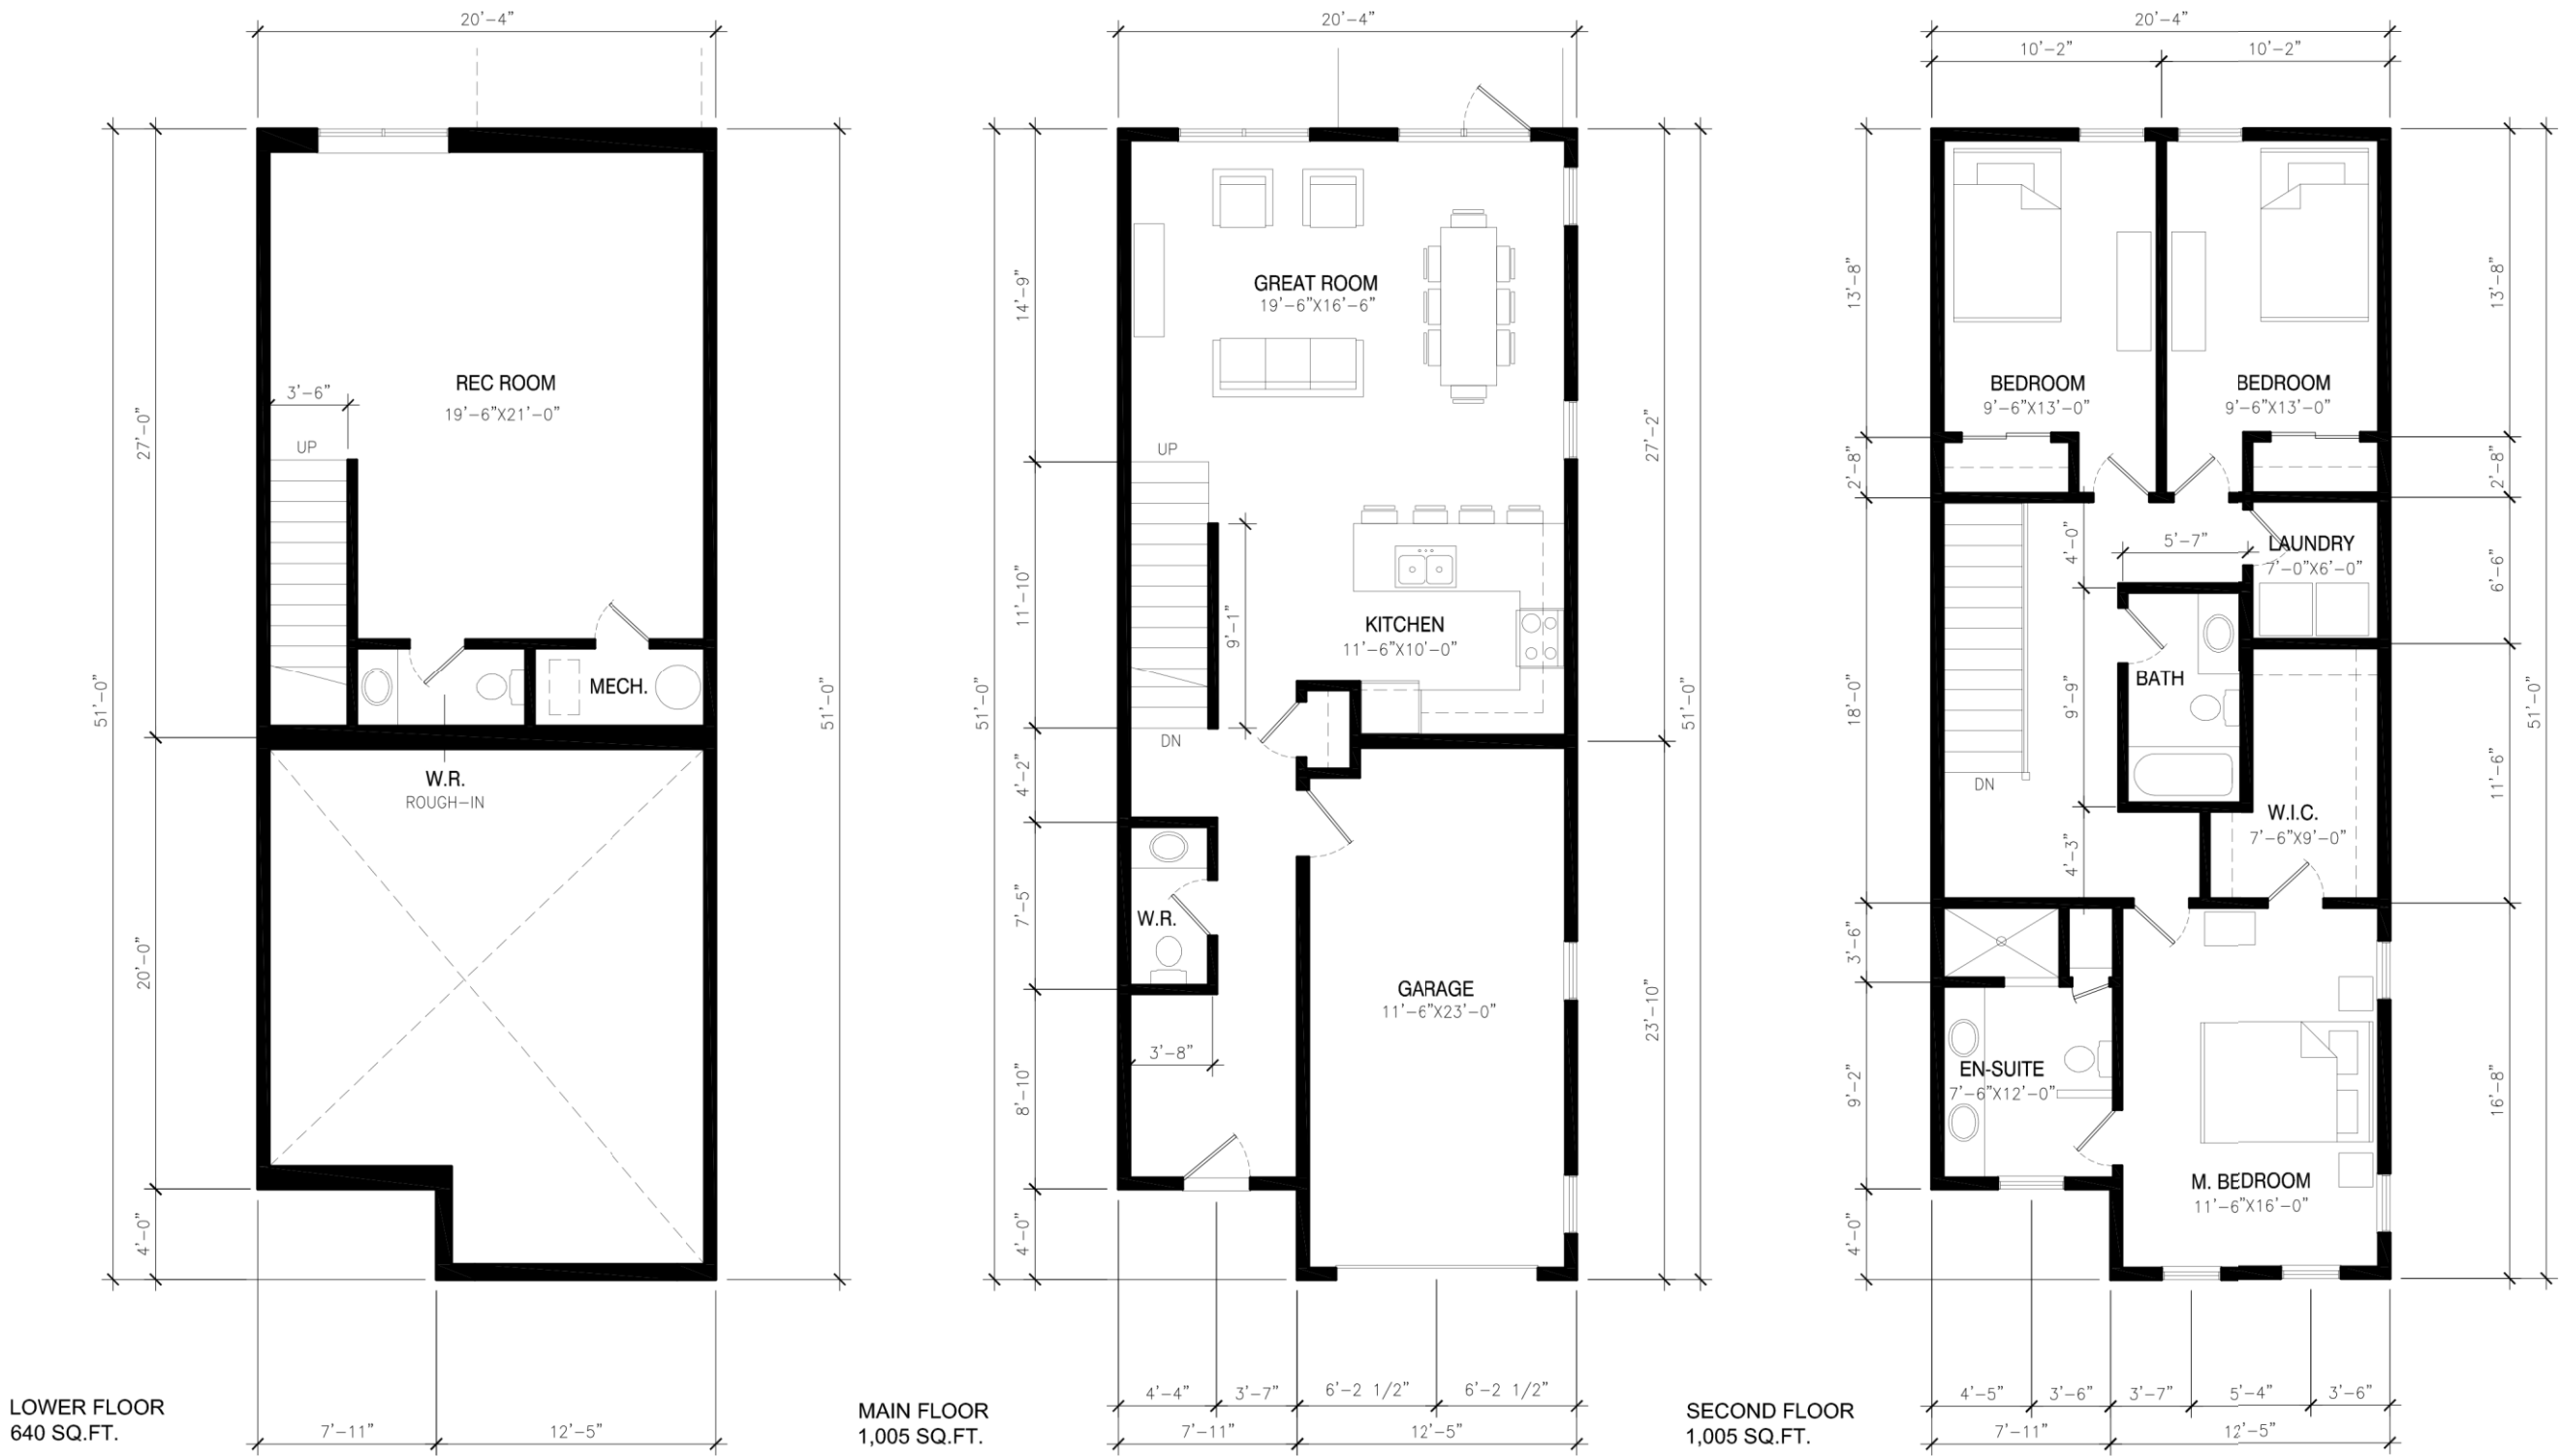 20'-4"
51'-0"
27'-0"
20'-0"
4'-0"
3'-6"
UP
REC ROOM
19'-6"X21'-0"
MECH.
W.R.
ROUGH-IN
51'-0"
7'-11"
12'-5"
LOWER FLOOR
640 SQ.FT.
20'-4"
51'-0"
14'-9"
11'-10"
4'-2"
7'-5"
8'-10"
4'-0"
GREAT ROOM
19'-6"X16'-6"
UP
9'-1"
KITCHEN
11'-6"X10'-0"
DN
W.R.
3'-8"
GARAGE
11'-6"X23'-0"
27'-2"
23'-10"
51'-0"
4'-4"
3'-7"
6'-2 1/2"
6'-2 1/2"
7'-11"
12'-5"
MAIN FLOOR
1,005 SQ.FT.
20'-4"
10'-2"
10'-2"
13'-8"
2'-8"
18'-0"
3'-6"
9'-2"
4'-0"
BEDROOM
9'-6"X13'-0"
BEDROOM
9'-6"X13'-0"
4'-0"
5'-7"
LAUNDRY
7'-0"X6'-0"
9'-9"
BATH
DN
4'-3"
W.I.C.
7'-6"X9'-0"
EN-SUITE
7'-6"X12'-0"
M. BEDROOM
11'-6"X16'-0"
13'-8"
2'-8"
6'-6"
11'-6"
16'-8"
51'-0"
4'-5"
3'-6"
3'-7"
5'-4"
3'-6"
7'-11"
12'-5"
SECOND FLOOR
1,005 SQ.FT.